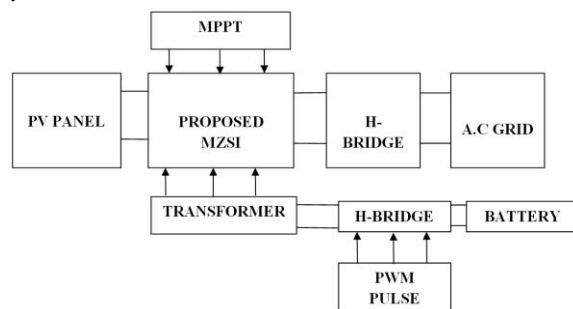 MPPT
PV PANEL
PROPOSED
MZSI
H-
BRIDGE
A.C GRID
TRANSFORMER
H-BRIDGE
BATTERY
PWM
PULSE